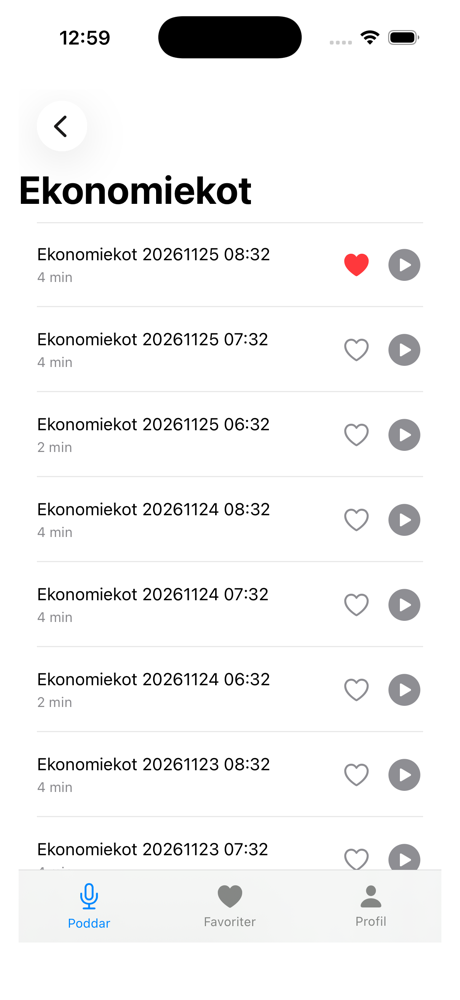 12:59
Ekonomiekot
Ekonomiekot 20261125 08:32
4 min
Ekonomiekot 20261125 07:32
4 min
Ekonomiekot 20261125 06:32
2 min
Ekonomiekot 20261124 08:32
4 min
Ekonomiekot 20261124 07:32
4 min
Ekonomiekot 20261124 06:32
2 min
Ekonomiekot 20261123 08:32
4 min
Ekonomiekot 20261123 07:32
Poddar
Favoriter
Profil